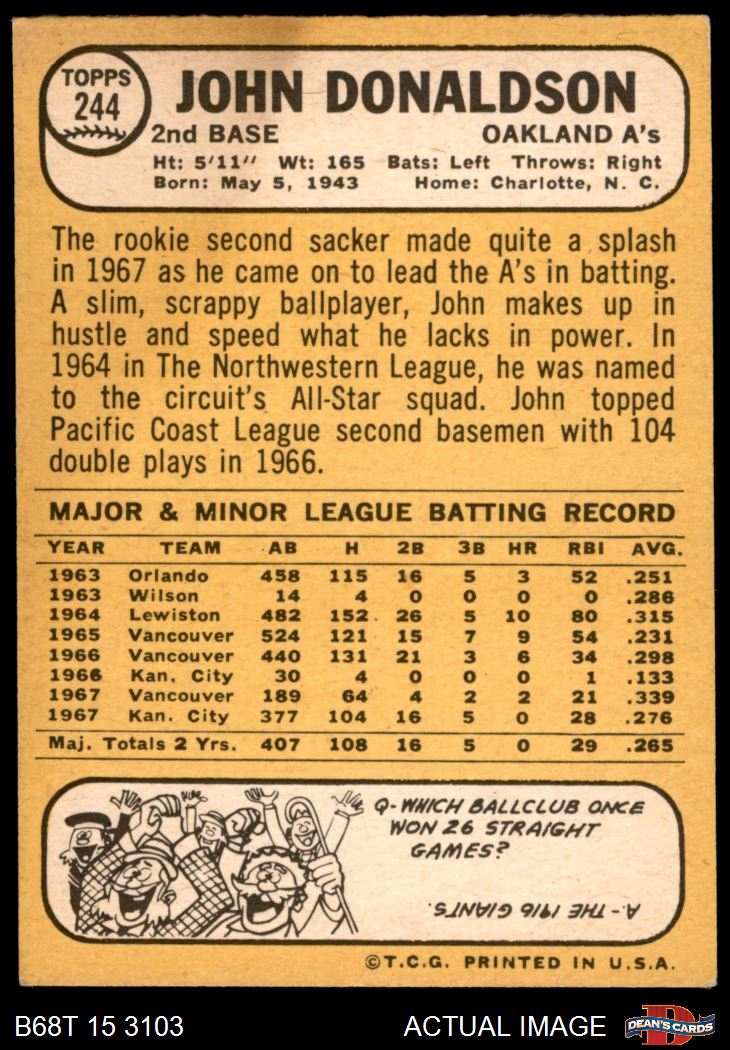 TOPPS
244
JOHN DONALDSON
2nd BASE OAKLAND A's
Ht: 5'11" Wt: 165 Bats: Left Throws: Right
Born: May 5, 1943 Home: Charlotte, N. C.
The rookie second sacker made quite a splash
in 1967 as he came on to lead the A's in batting.
A slim, scrappy ballplayer, John makes up in
hustle and speed what he lacks in power. In
1964 in The Northwestern League, he was named
to the circuit's All-Star squad. John topped
Pacific Coast League second basemen with 104
double plays in 1966.
MAJOR & MINOR LEAGUE BATTING RECORD
YEAR TEAM AB H 2B 3B HR RBI AVG.
1963 Orlando 458 115 16 5 3 52 .251
1963 Wilson 14 4 0 0 0 0 .286
1964 Lewiston 482 152 26 5 10 80 .315
1965 Vancouver 524 121 15 7 9 54 .231
1966 Vancouver 440 131 21 3 6 34 .298
1966 Kan. City 30 4 0 0 0 1 .133
1967 Vancouver 189 64 4 2 2 21 .339
1967 Kan. City 377 104 16 5 0 28 .276
Maj. Totals 2 Yrs. 407 108 16 5 0 29 .265
Q-WHICH BALLCLUB ONCE
WON 26 STRAIGHT
GAMES?
A-THE 1916 GIANTS.
©T.C.G. PRINTED IN U.S.A.
B68T 15 3103 ACTUAL IMAGE
D
DEAN'S CARDS